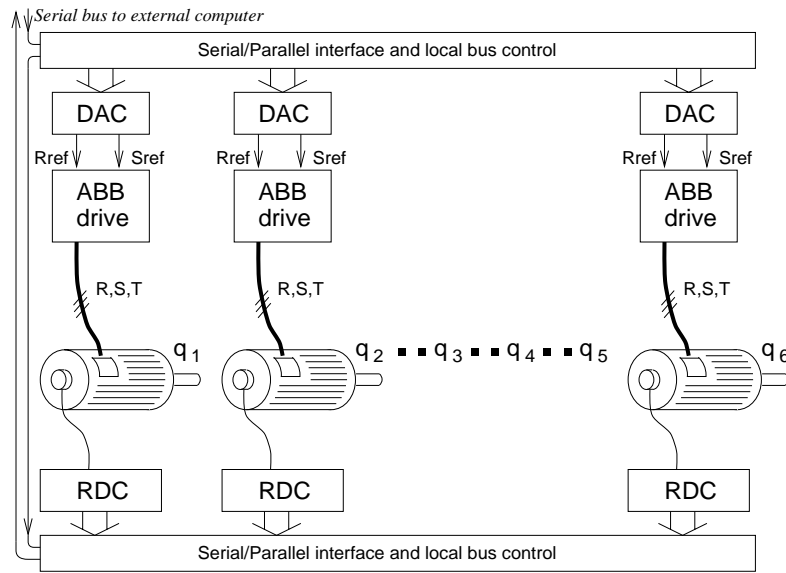 Serial bus to external computer
Serial/Parallel interface and local bus control
DAC DAC DAC
Rref Sref Rref Sref Rref Sref
ABB ABB ABB
drive drive drive
R,S,T R,S,T R,S,T
q1 q2 q3 q4 q5 q6
RDC RDC RDC
Serial/Parallel interface and local bus control